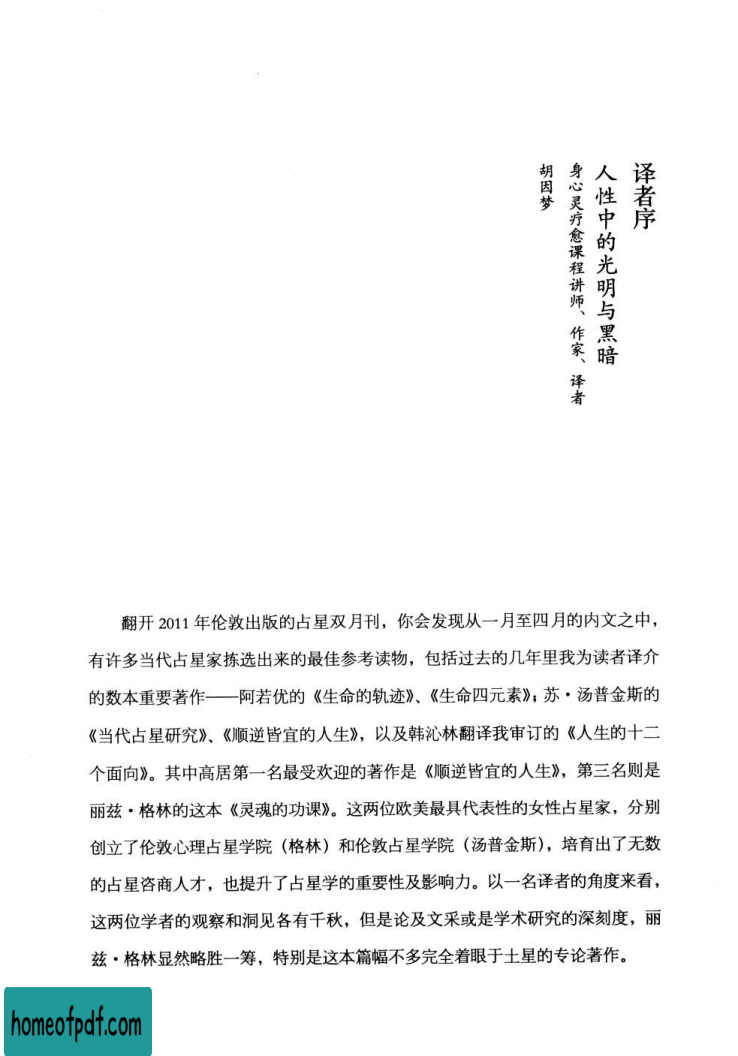 译者序
人性中的光明与黑暗
身心灵疗愈课程讲师、作家、译者
胡因梦
翻开2011年伦敦出版的占星双月刊，你会发现从一月至四月的内文之中，
有许多当代占星家拣选出来的最佳参考读物，包括过去的几年里我为读者译介
的数本重要著作——阿若优的《生命的轨迹》、《生命四元素》；苏·汤普金斯的
《当代占星研究》、《顺逆皆宜的人生》，以及韩沁林翻译我审订的《人生的十二
个面向》。其中高居第一名最受欢迎的著作是《顺逆皆宜的人生》，第三名则是
丽兹·格林的这本《灵魂的功课》。这两位欧美最具代表性的女性占星家，分别
创立了伦敦心理占星学院（格林）和伦敦占星学院（汤普金斯），培育出了无数
的占星咨商人才，也提升了占星学的重要性及影响力。以一名译者的角度来看，
这两位学者的观察和洞见各有千秋，但是论及文采或是学术研究的深刻度，丽
兹·格林显然略胜一筹，特别是这本篇幅不多完全着眼于土星的专论著作。
homeofpdf.com